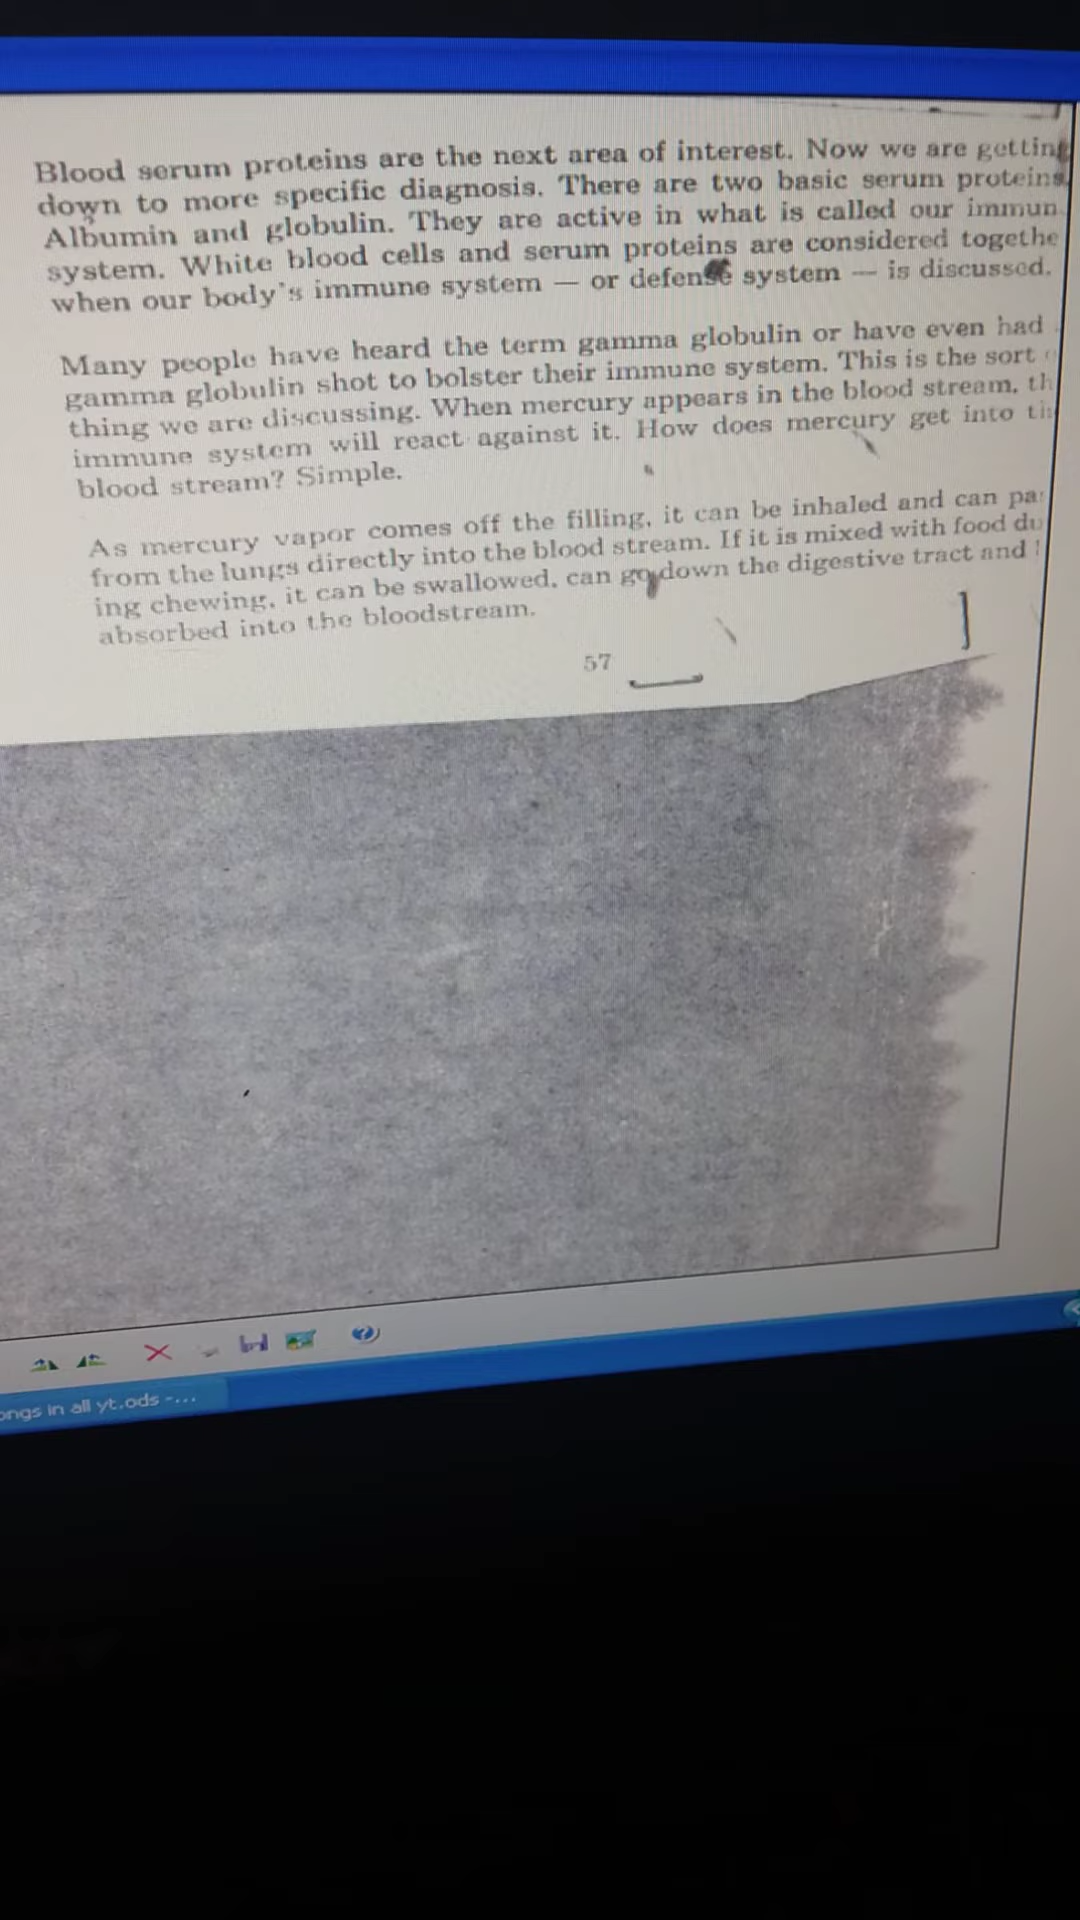 Blood serum proteins are the next area of interest. Now we are getting
down to more specific diagnosis. There are two basic serum proteins.
Albumin and globulin. They are active in what is called our immun
system. White blood cells and serum proteins are considered togethe
when our body's immune system — or defense system — is discussed.
Many people have heard the term gamma globulin or have even had
gamma globulin shot to bolster their immune system. This is the sort
thing we are discussing. When mercury appears in the blood stream, th
immune system will react against it. How does mercury get into th
blood stream? Simple.
As mercury vapor comes off the filling, it can be inhaled and can pa
from the lungs directly into the blood stream. If it is mixed with food du
ing chewing, it can be swallowed, can go down the digestive tract and
absorbed into the bloodstream.
57
ongs in all yt.ods -...